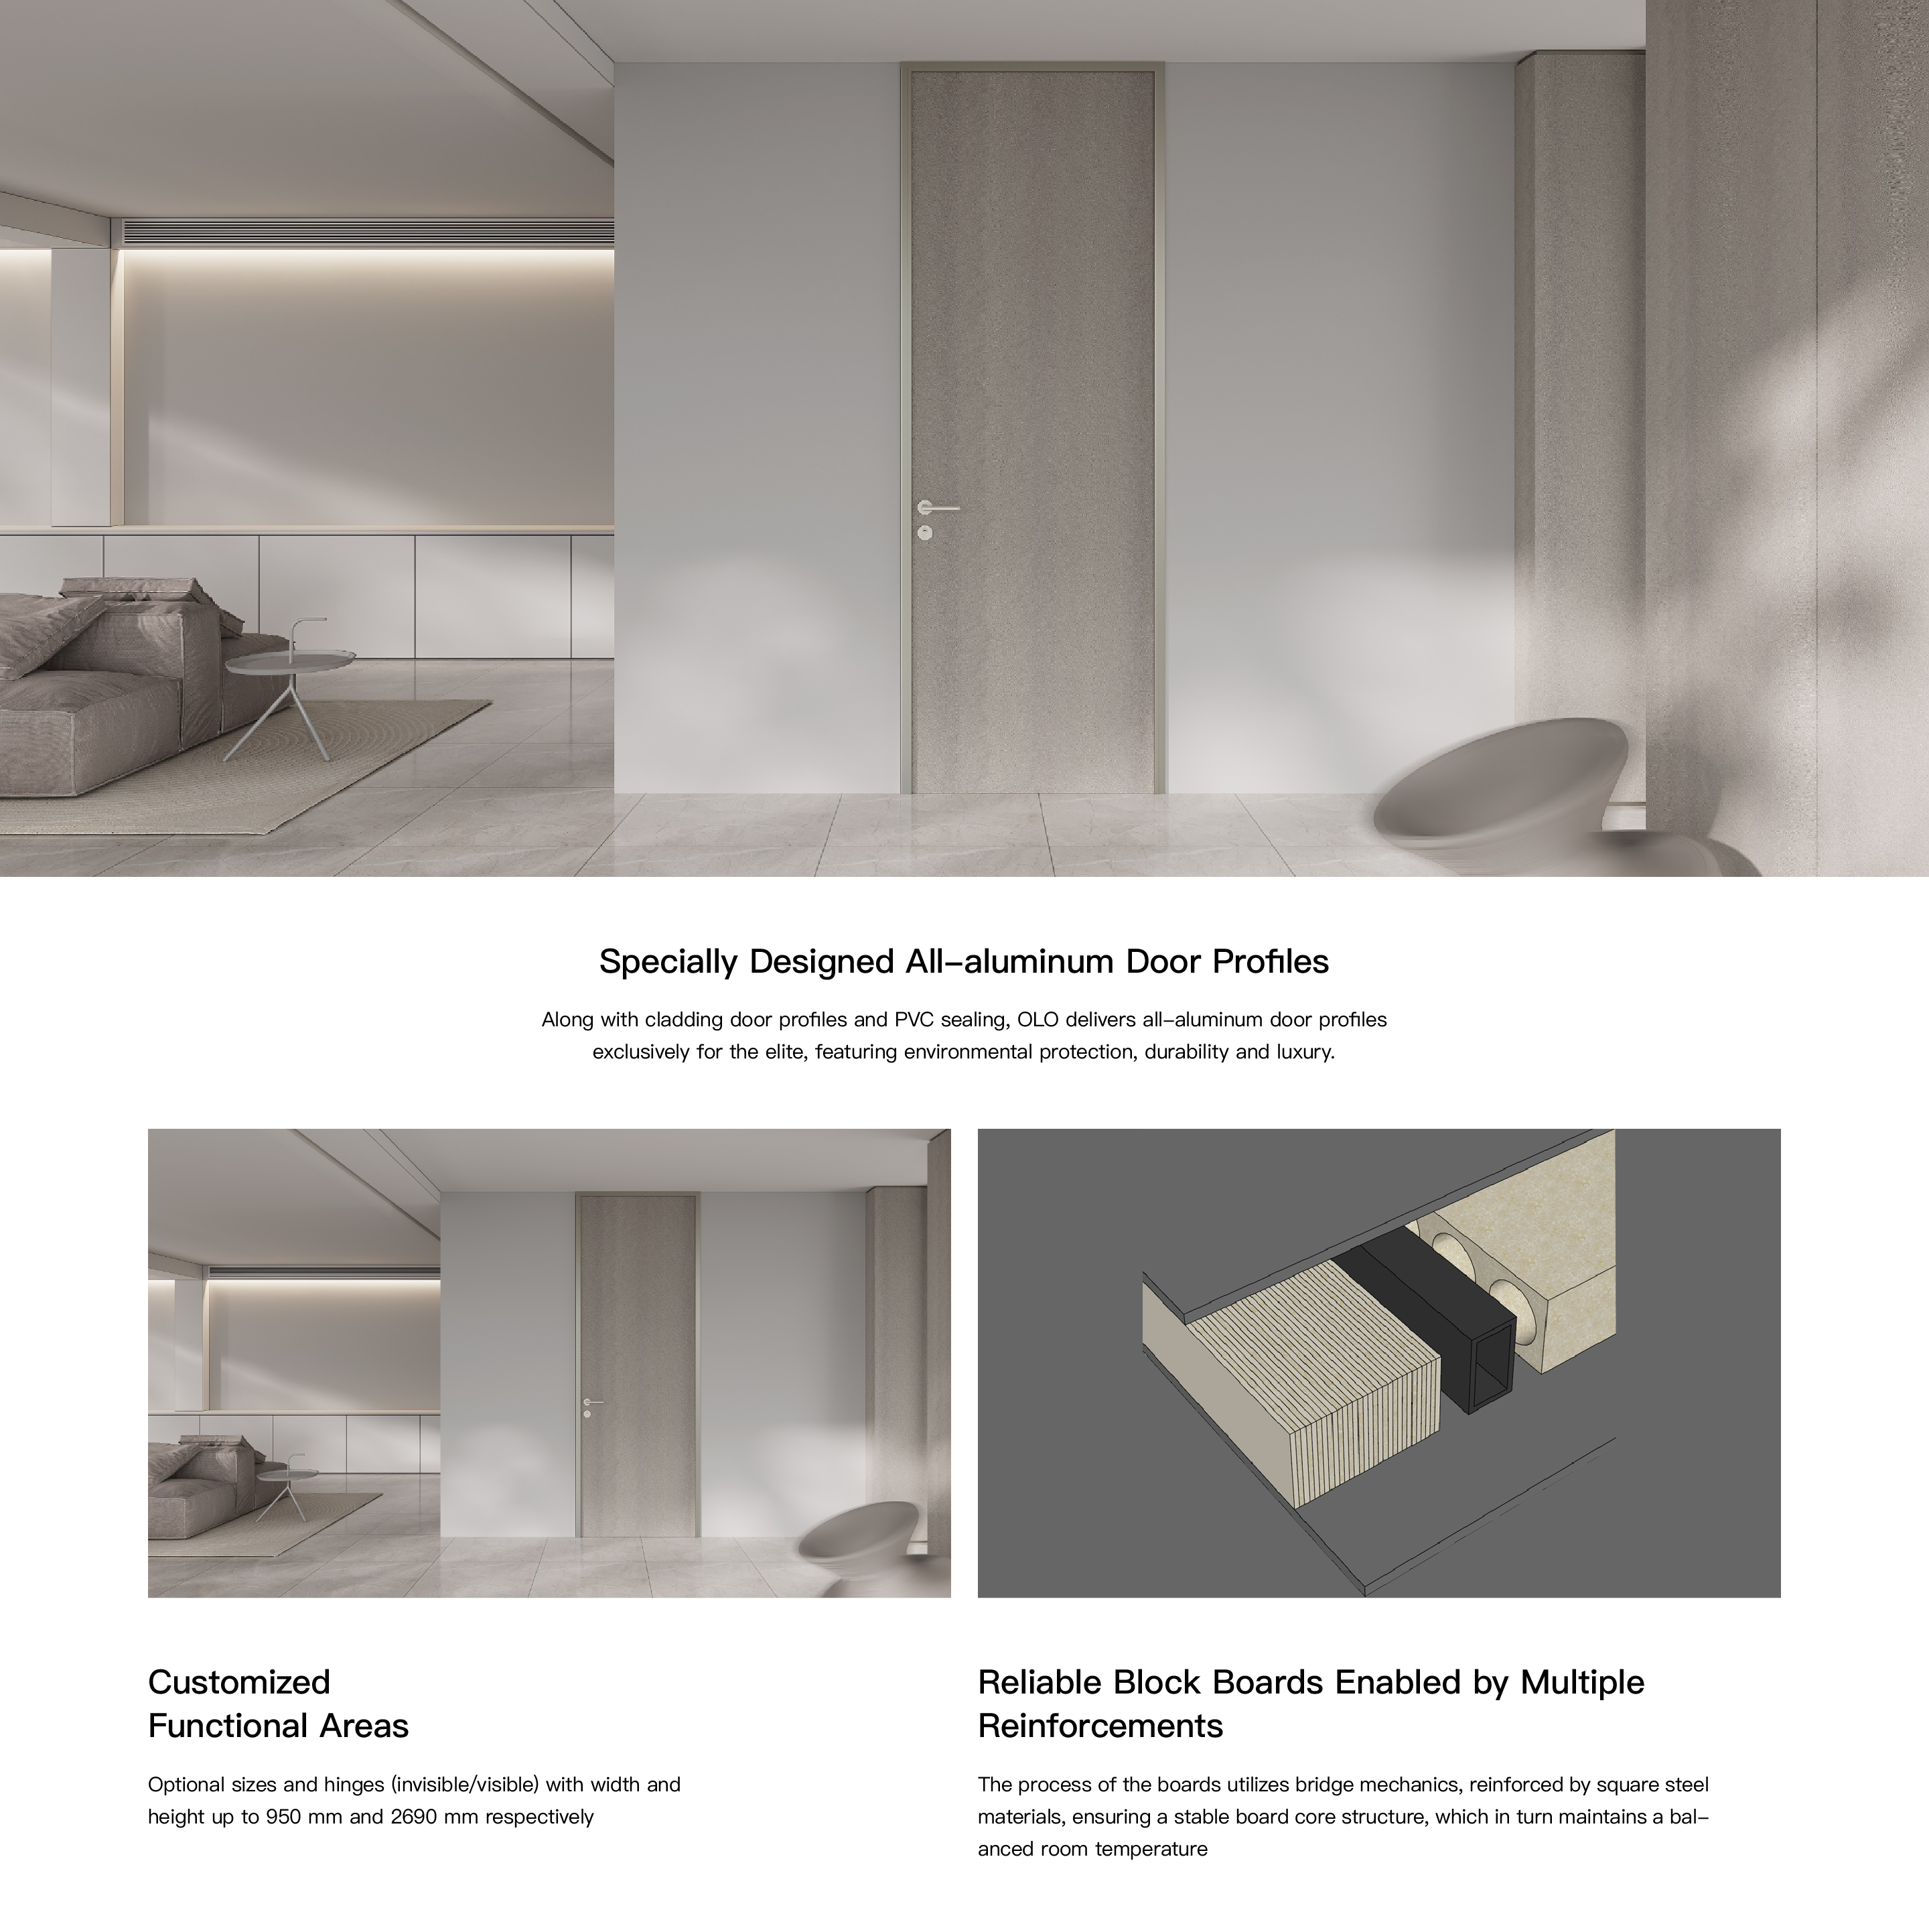 Specially Designed All-aluminum Door Profiles
Along with cladding door profiles and PVC sealing, OLO delivers all-aluminum door profiles
exclusively for the elite, featuring environmental protection, durability and luxury.
Customized
Functional Areas
Optional sizes and hinges (invisible/visible) with width and
height up to 950 mm and 2690 mm respectively
Reliable Block Boards Enabled by Multiple
Reinforcements
The process of the boards utilizes bridge mechanics, reinforced by square steel
materials, ensuring a stable board core structure, which in turn maintains a bal-
anced room temperature